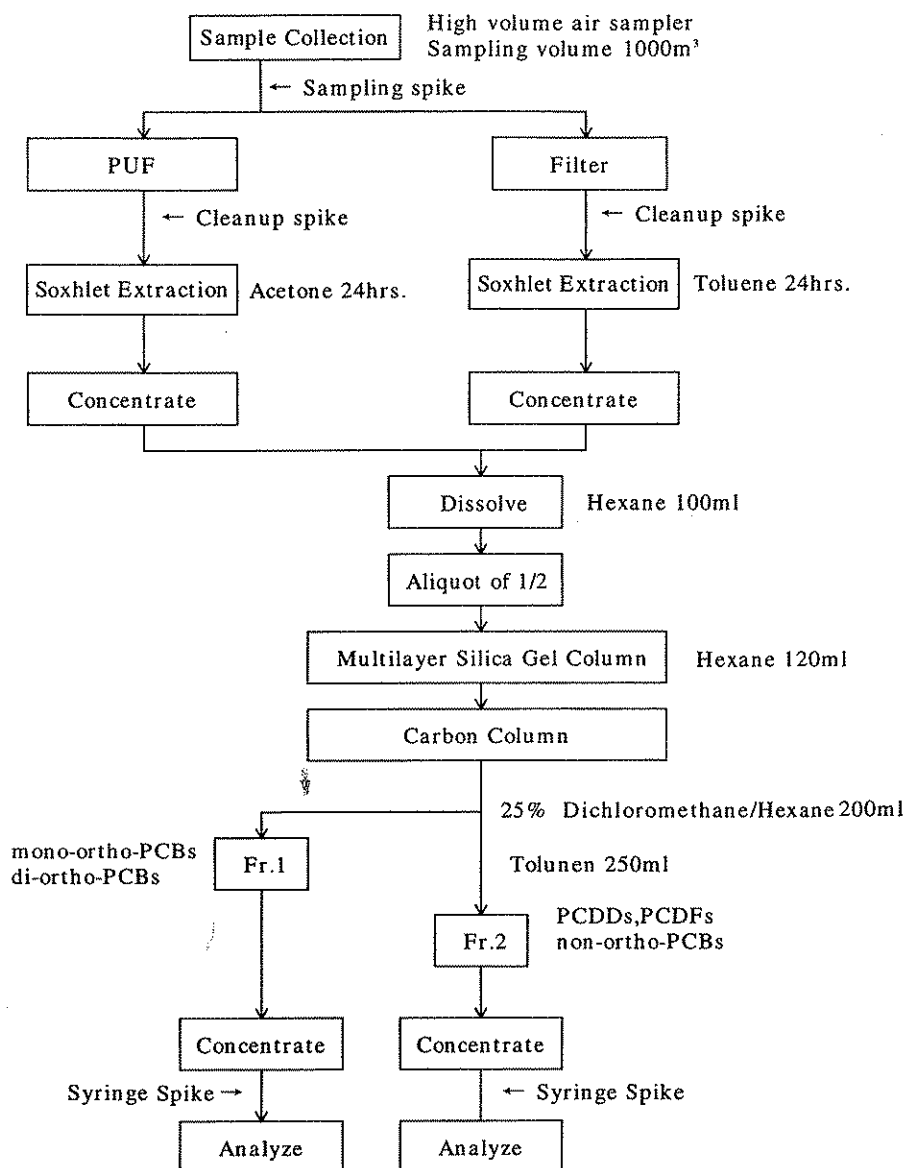 Sample Collection
High volume air sampler
Sampling volume 1000m³
← Sampling spike
PUF
Filter
← Cleanup spike
← Cleanup spike
Soxhlet Extraction
Acetone 24hrs.
Soxhlet Extraction
Toluene 24hrs.
Concentrate
Concentrate
Dissolve
Hexane 100ml
Aliquot of 1/2
Multilayer Silica Gel Column
Hexane 120ml
Carbon Column
25% Dichloromethane/Hexane 200ml
mono-ortho-PCBs
di-ortho-PCBs
Fr.1
Tolunen 250ml
PCDDs,PCDFs
non-ortho-PCBs
Fr.2
Concentrate
Concentrate
Syringe Spike →
← Syringe Spike
Analyze
Analyze